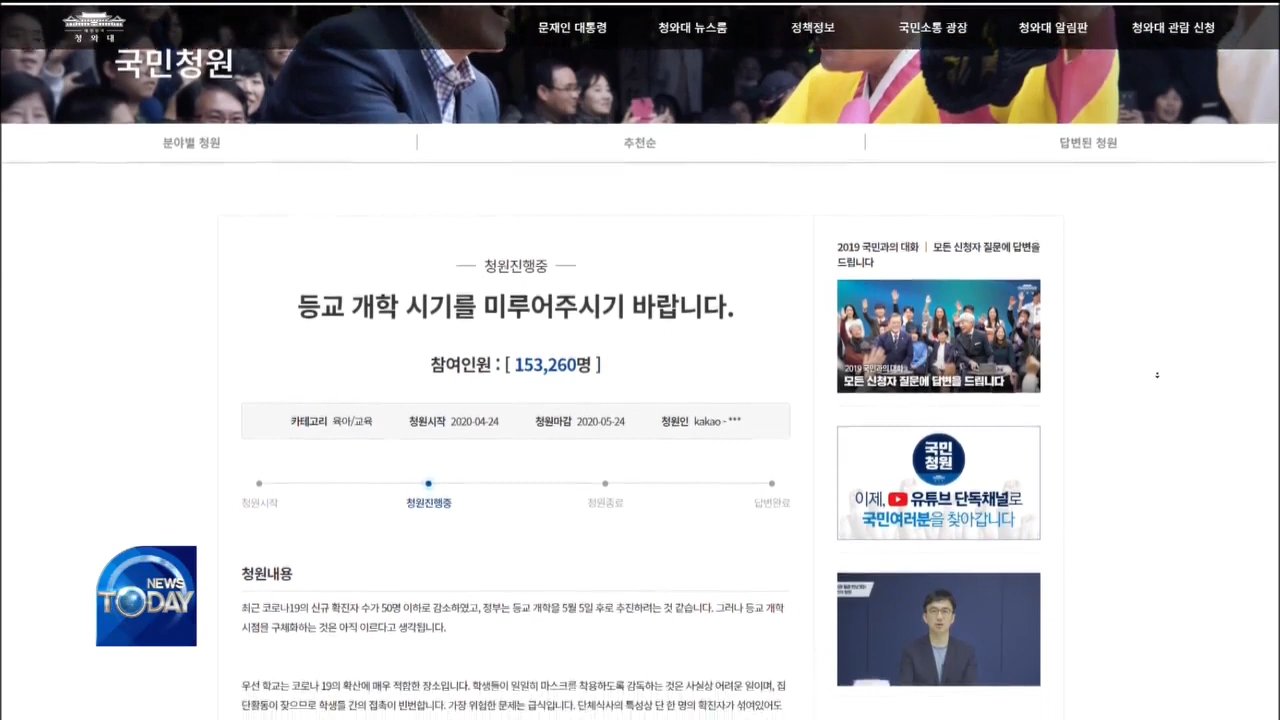 청와대
문재인 대통령
청와대 뉴스룸
정책정보
국민소통 광장
청와대 알림판
청와대 관람 신청
국민청원
분야별 청원
추천순
답변된 청원
청원진행중
등교 개학 시기를 미루어주시기 바랍니다.
참여인원 : [ 153,260명 ]
카테고리 육아/교육 청원시작 2020-04-24 청원마감 2020-05-24 청원인 kakao - ***
청원시작
청원진행중
청원종료
답변완료
청원내용
최근 코로나19의 신규 확진자 수가 50명 이하로 감소하였고, 정부는 등교 개학을 5월 5일 후로 추진하려는 것 같습니다. 그러나 등교 개학
시점을 구체화하는 것은 아직 이르다고 생각됩니다.
우선 학교는 코로나 19의 확산에 매우 적합한 장소입니다. 학생들이 일일히 마스크를 착용하도록 감독하는 것은 사실상 어려운 일이며, 집
단활동이 잦으므로 학생들 간의 접촉이 빈번합니다. 가장 위험한 문제는 급식입니다. 단체식사의 특성상 단 한 명의 확진자가 섞여있어도
2019 국민과의 대화 ㅣ 모든 신청자 질문에 답변을
드립니다
2019 국민과의 대화
모든 신청자 질문에 답변을 드립니다
국민
청원
이제, 유튜브 단독채널로
국민여러분을 찾아갑니다
NEWS
TODAY